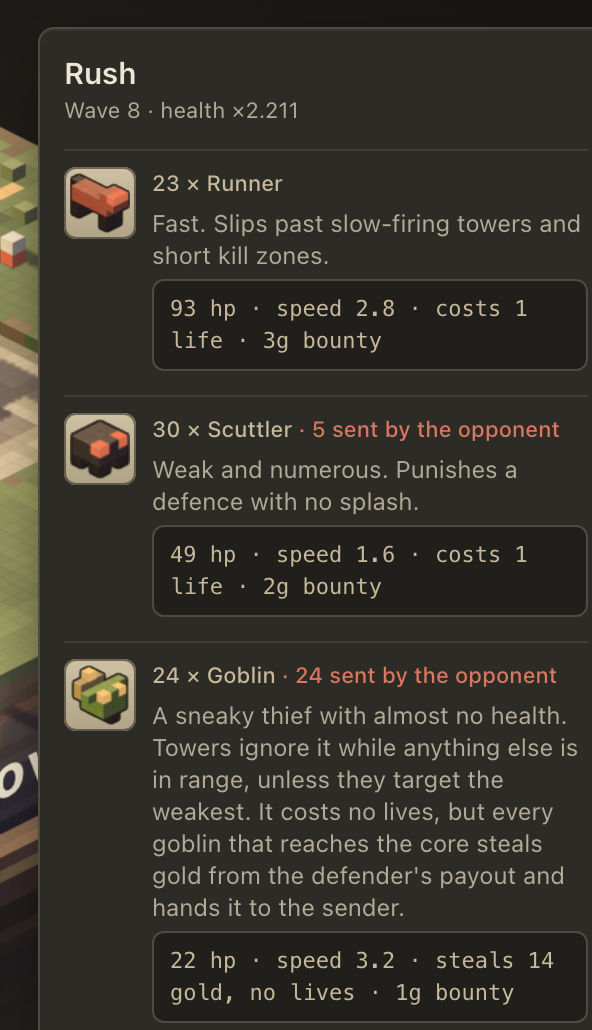 Rush
Wave 8 · health ×2.211
23 × Runner
Fast. Slips past slow-firing towers and
short kill zones.
93 hp · speed 2.8 · costs 1
life · 3g bounty
30 × Scuttler · 5 sent by the opponent
Weak and numerous. Punishes a
defence with no splash.
49 hp · speed 1.6 · costs 1
life · 2g bounty
24 × Goblin · 24 sent by the opponent
A sneaky thief with almost no health.
Towers ignore it while anything else is
in range, unless they target the
weakest. It costs no lives, but every
goblin that reaches the core steals
gold from the defender's payout and
hands it to the sender.
22 hp · speed 3.2 · steals 14
gold, no lives · 1g bounty